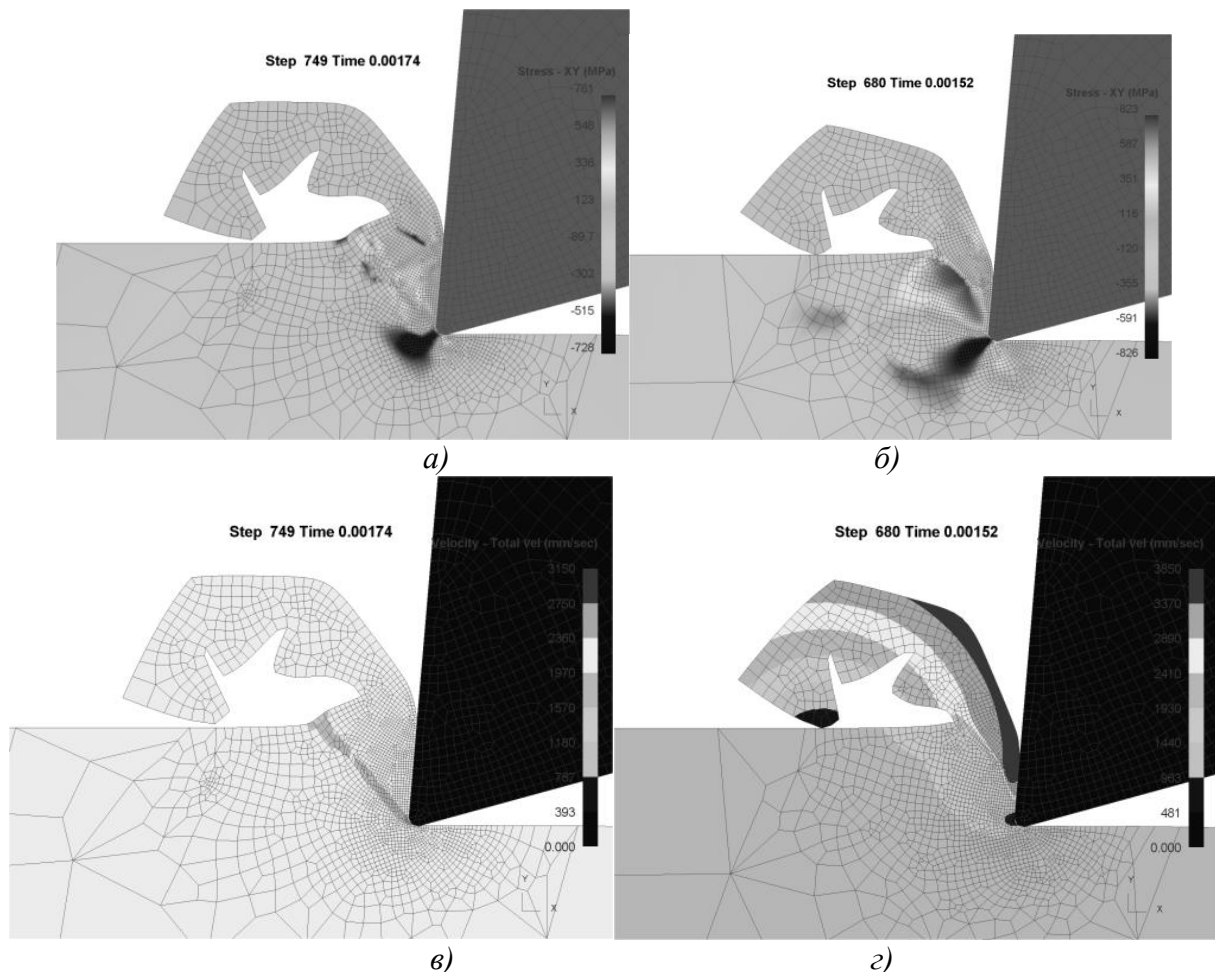 Step 749 Time 0.00174
Stress - XY (MPa)
761
548
336
123
-89.7
-302
-515
-728
Y
X
а)
Step 680 Time 0.00152
Stress - XY (MPa)
-823
587
351
116
-120
-355
-591
-826
Y
X
б)
Step 749 Time 0.00174
Velocity - Total vel (mm/sec)
3150
2750
2360
1970
1570
1180
787
393
0.000
Y
X
в)
Step 680 Time 0.00152
Velocity - Total vel (mm/sec)
3850
3370
2890
2410
1930
1440
963
481
0.000
Y
X
г)